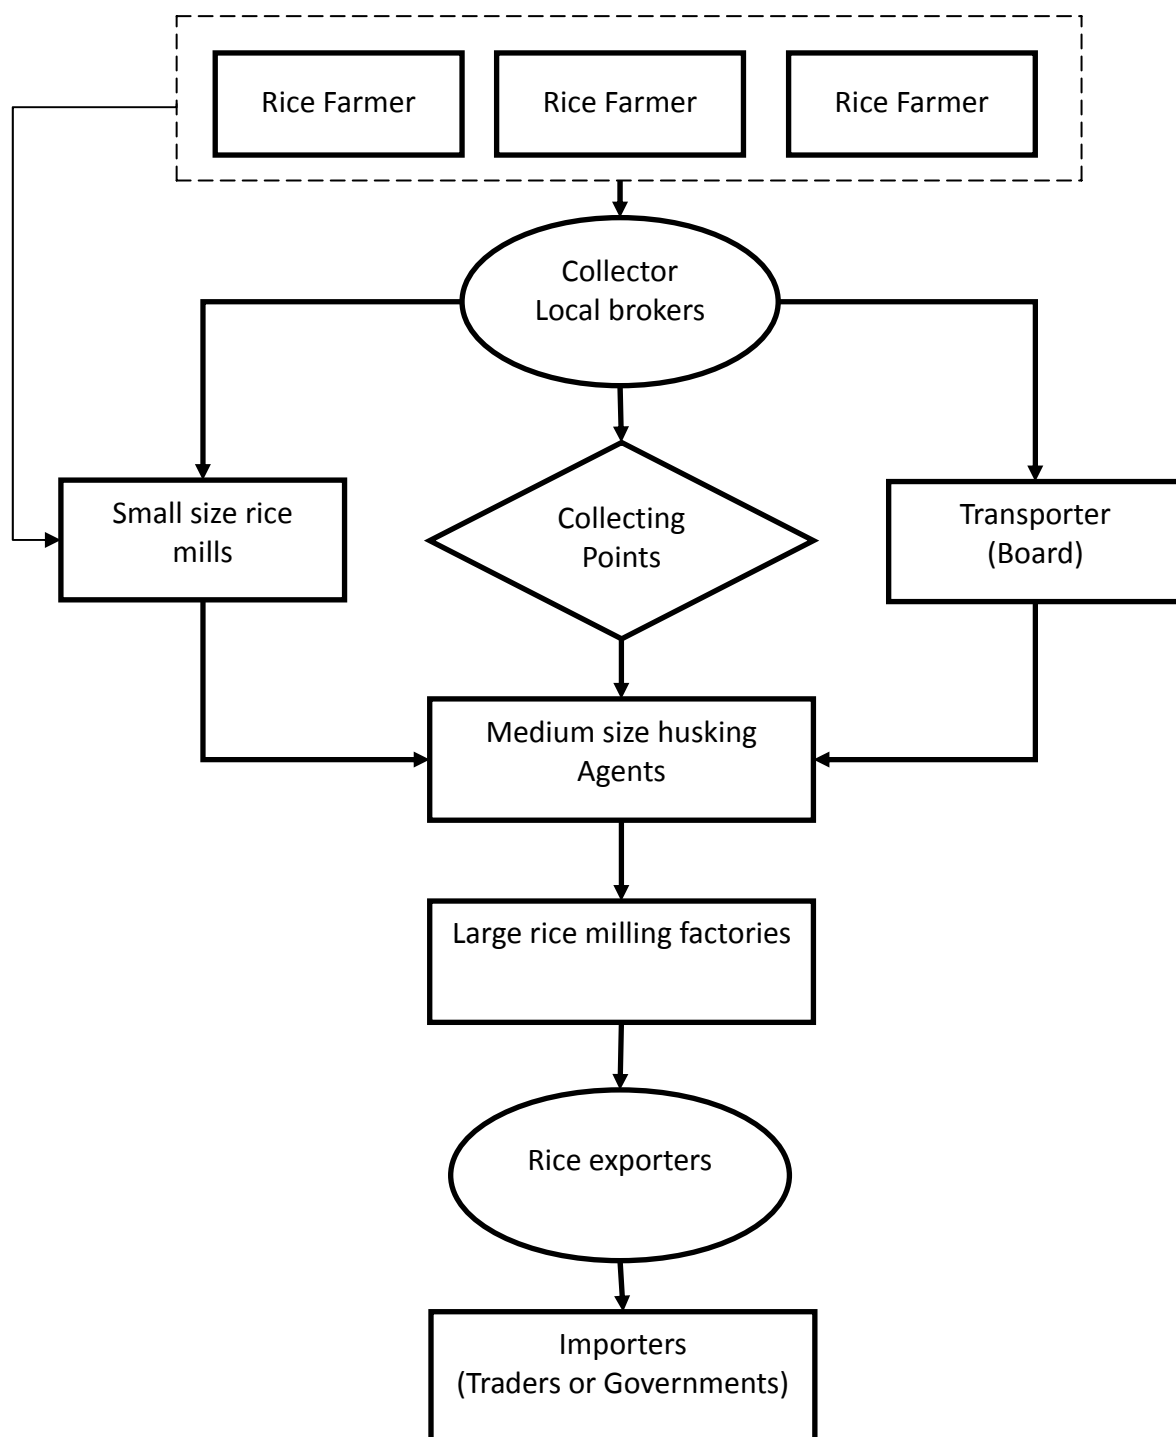 Rice Farmer
Rice Farmer
Rice Farmer
Collector
Local brokers
Small size rice
mills
Collecting
Points
Transporter
(Board)
Medium size husking
Agents
Large rice milling factories
Rice exporters
Importers
(Traders or Governments)